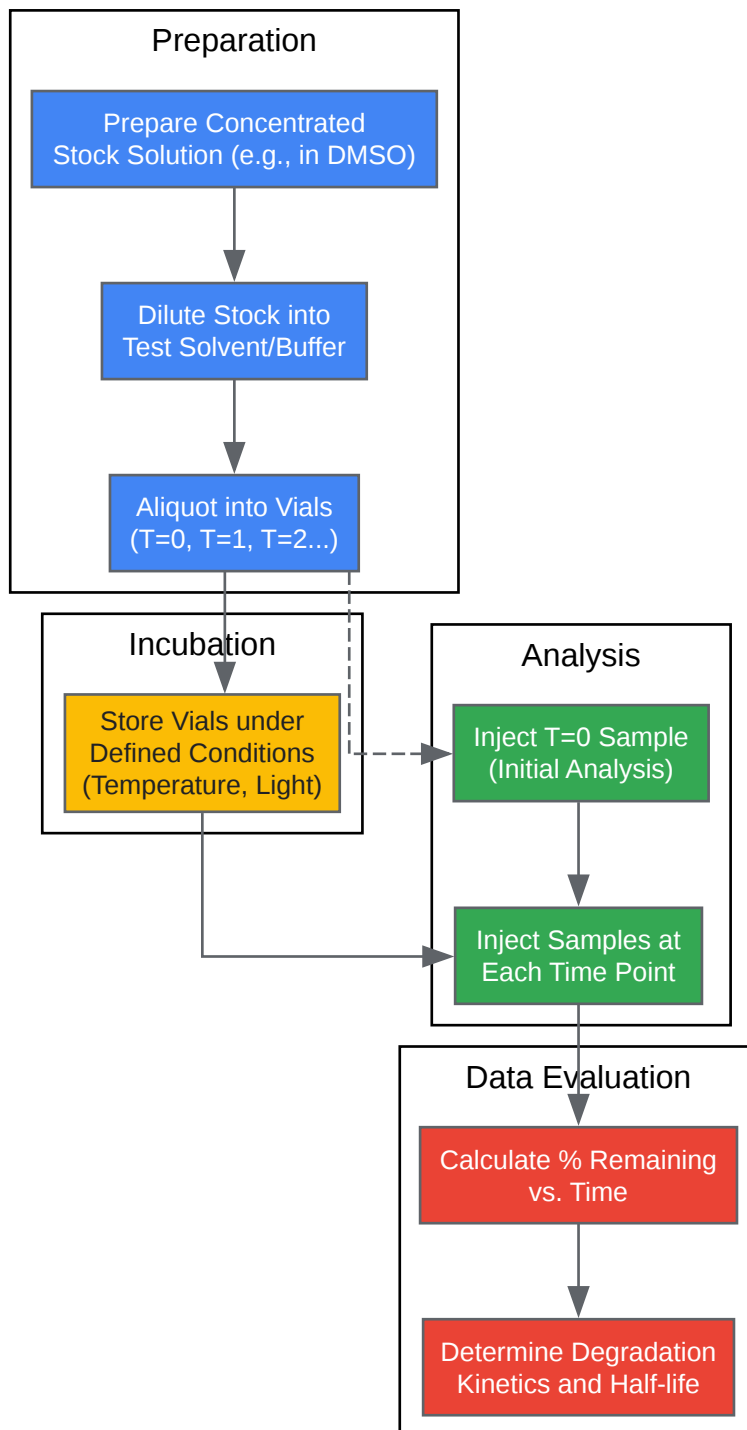 Preparation
Prepare Concentrated
Stock Solution (e.g., in DMSO)
Dilute Stock into
Test Solvent/Buffer
Aliquot into Vials
(T=0, T=1, T=2...)
Incubation
Store Vials under
Defined Conditions
(Temperature, Light)
Analysis
Inject T=0 Sample
(Initial Analysis)
Inject Samples at
Each Time Point
Data Evaluation
Calculate % Remaining
vs. Time
Determine Degradation
Kinetics and Half-life